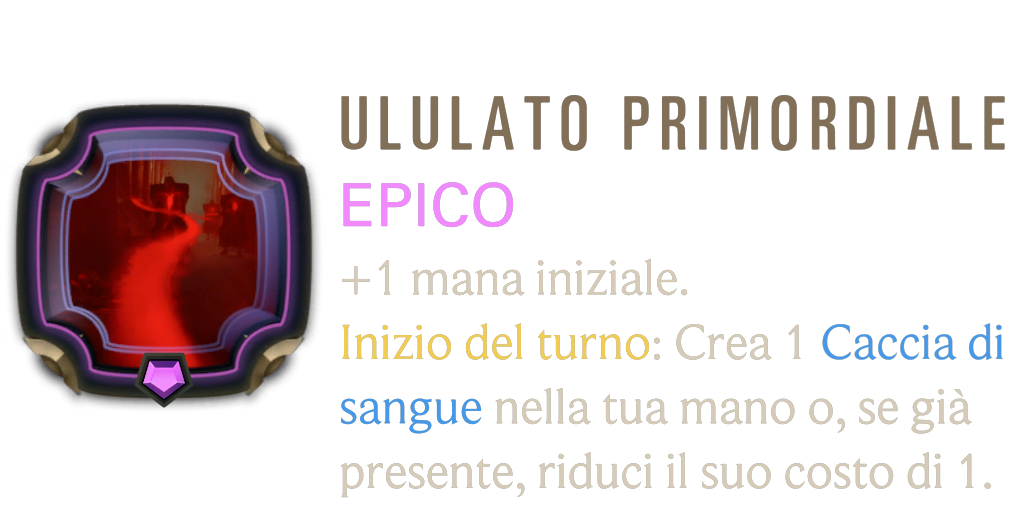 ULULATO PRIMORDIALE
EPICO
+1 mana iniziale.
Inizio del turno: Crea 1 Caccia di
sangue nella tua mano o, se già
presente, riduci il suo costo di 1.